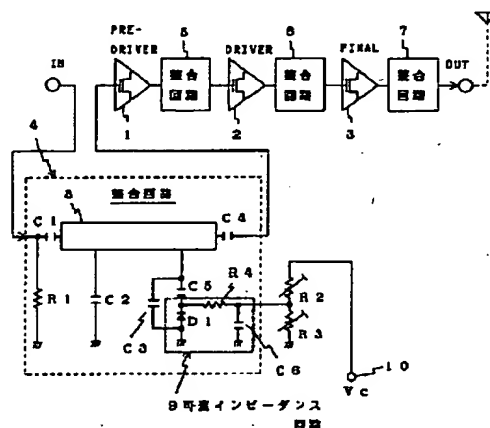 PRE-
DRIVER
5
DRIVER
6
FINAL
7
IN
OUT
整合
回路
整合
回路
整合
回路
1
2
3
4
整合回路
8
C1
C4
R4
C5
R2
R1
C2
D1
R3
C3
C6
10
Vc
9可変インピーダンス
回路